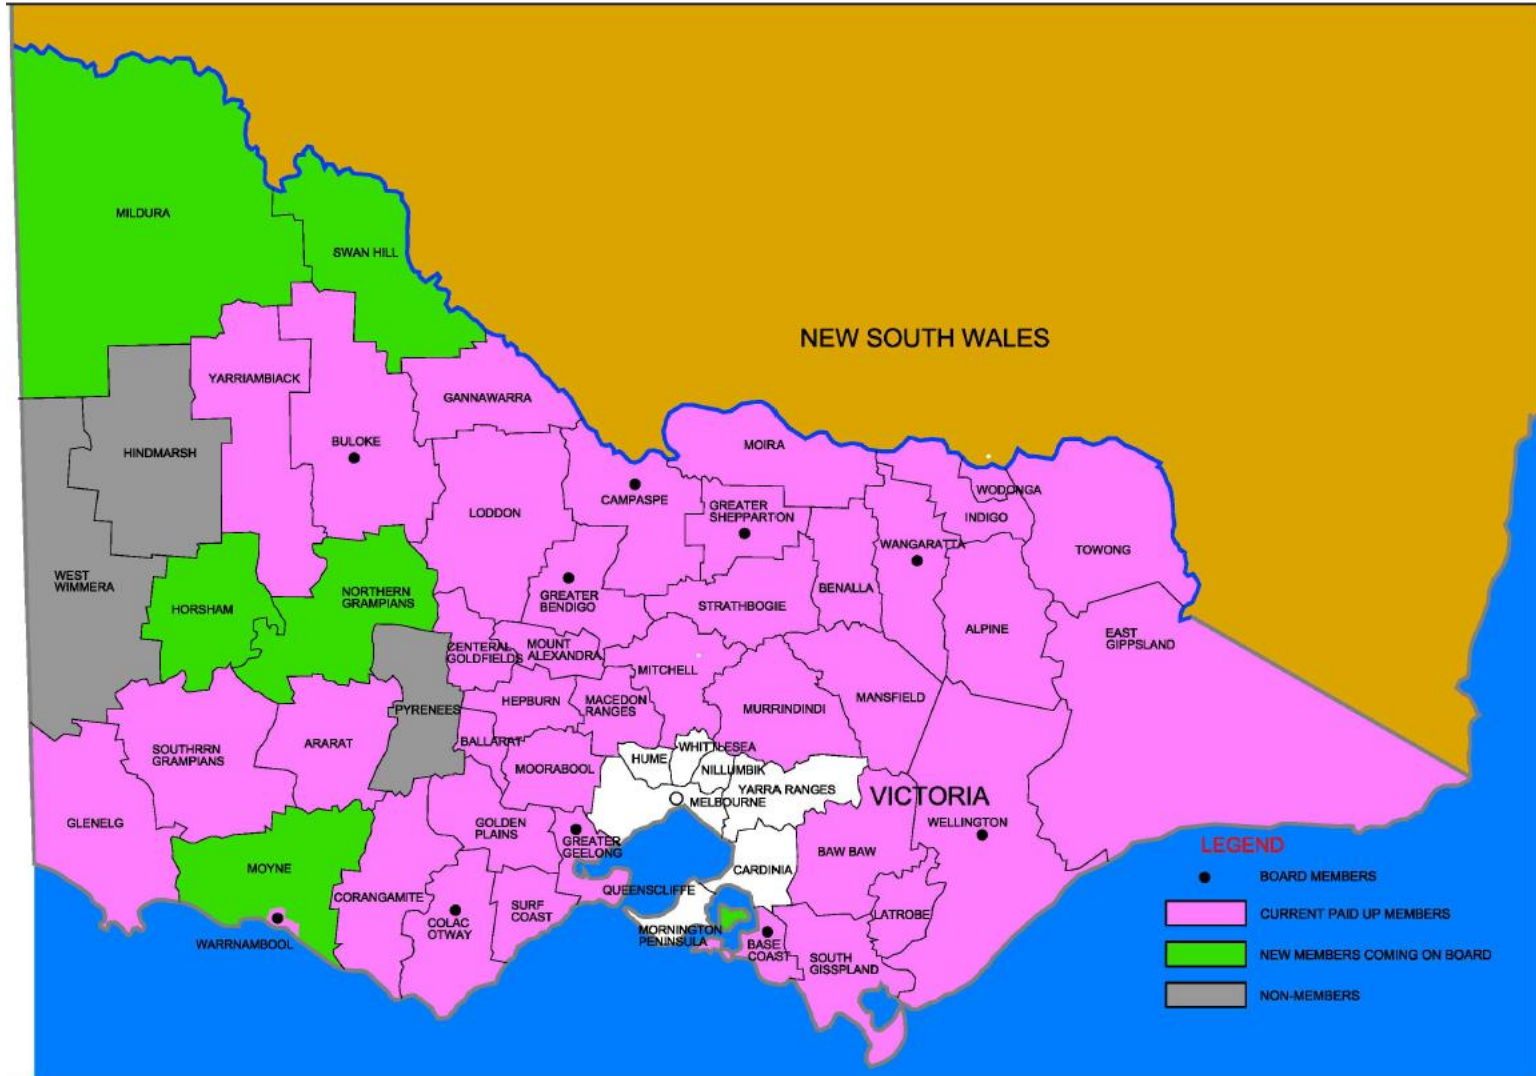 MILDURA
SWAN HILL
NEW SOUTH WALES
YARRIAMBIACK
GANNAWARRA
HINDMARSH
BULOKE
MOIRA
LODDON
CAMPASPE
GREATER
SHEPPARTON
WODONGA
INDIGO
WANGARATTA
TOWONG
WEST
WIMMERA
HORSHAM
NORTHERN
GRAMPIANS
GREATER
BENDIGO
STRATHBOGIE
BENALLA
ALPINE
EAST
GIPPSLAND
CENTRAL
GOLDFIELDS
MOUNT
ALEXANDRA
MITCHELL
MANSFIELD
HEPBURN
MACEDON
RANGES
MURRINDINDI
PYRENEES
SOUTHRRN
GRAMPIANS
ARARAT
BALLARAT
MOORABOOL
HUME
WHITTLESEA
NILLUMBIK
YARRA RANGES
MELBOURNE
VICTORIA
GLENELG
GOLDEN
PLAINS
GREATER
GEELONG
WELLINGTON
BAW BAW
CARDINIA
MOYNE
CORANGAMITE
COLAC
OTWAY
SURF
COAST
QUEENSCLIFFE
LATROBE
WARRNAMBOOL
MORNINGTON
PENINSULA
BASE
COAST
SOUTH
GISSPLAND
LEGEND
BOARD MEMBERS
CURRENT PAID UP MEMBERS
NEW MEMBERS COMING ON BOARD
NON-MEMBERS